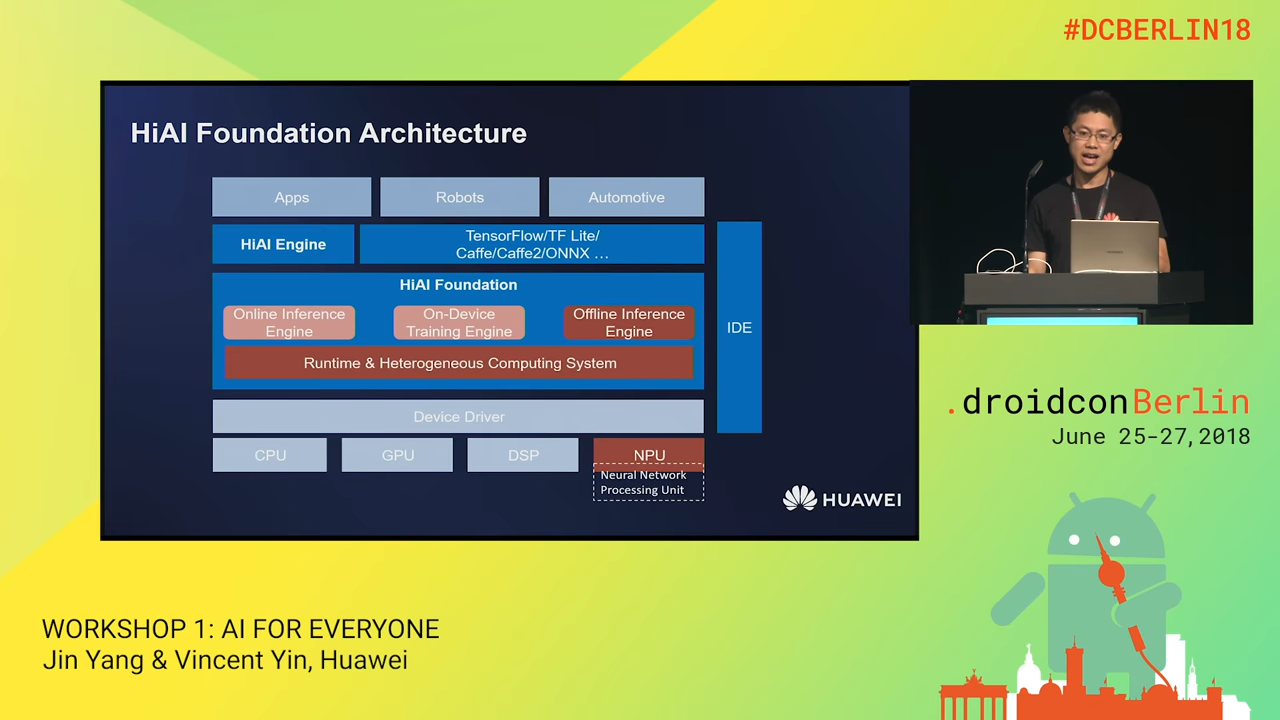 #DCBERLIN18
HiAI Foundation Architecture
Apps
Robots
Automotive
HiAI Engine
TensorFlow/TF Lite/
Caffe/Caffe2/ONNX ...
HiAI Foundation
Online Inference
Engine
On-Device
Training Engine
Offline Inference
Engine
Runtime & Heterogeneous Computing System
IDE
Device Driver
CPU
GPU
DSP
NPU
Neural Network
Processing Unit
HUAWEI
.droidconBerlin
June 25-27, 2018
WORKSHOP 1: AI FOR EVERYONE
Jin Yang & Vincent Yin, Huawei